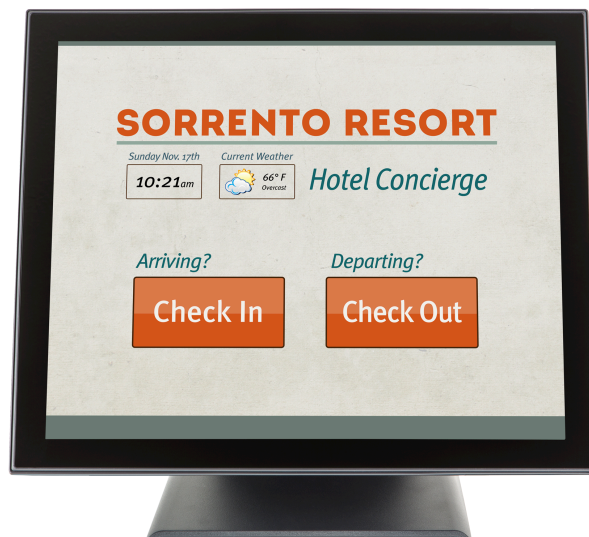 SORRENTO RESORT
Sunday Nov. 17th
Current Weather
10:21am
66° F
Overcast
Hotel Concierge
Arriving?
Departing?
Check In
Check Out